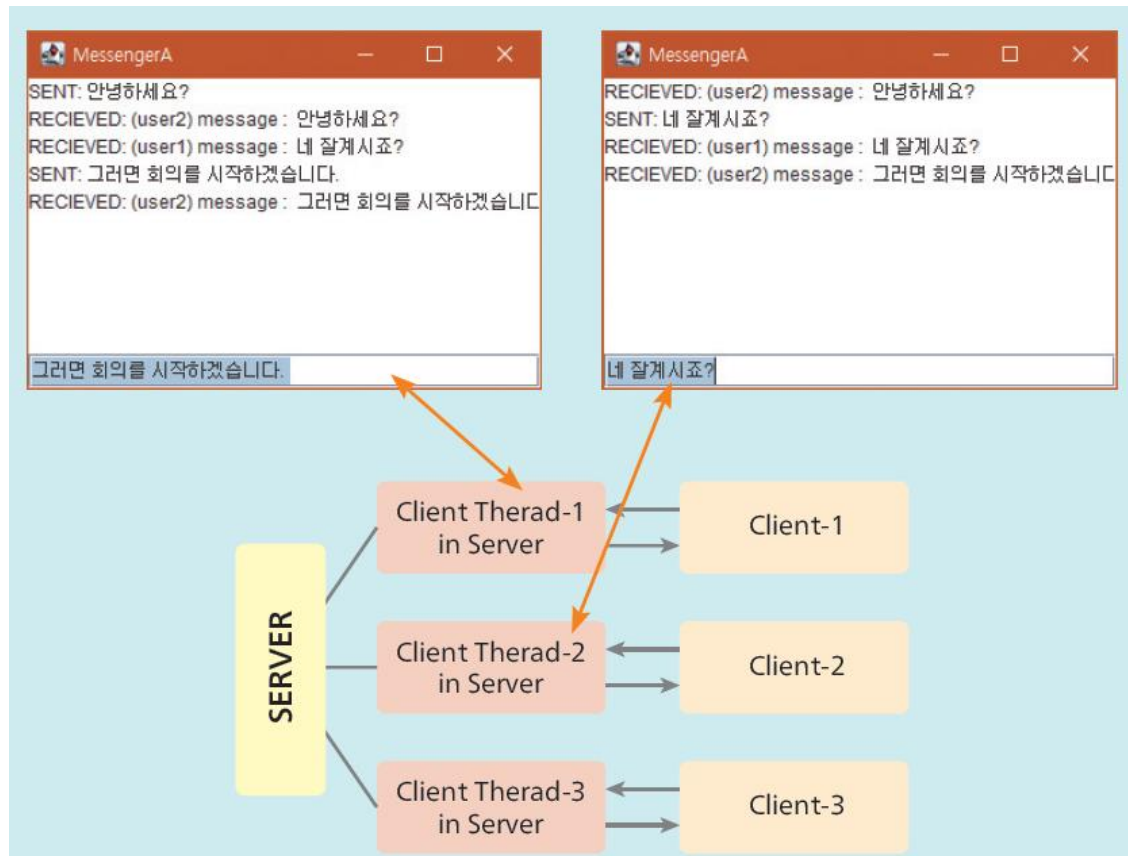 MessengerA
SENT: 안녕하세요?
RECIEVED: (user2) message : 안녕하세요?
RECIEVED: (user1) message : 네 잘계시죠?
SENT: 그러면 회의를 시작하겠습니다.
RECIEVED: (user2) message : 그러면 회의를 시작하겠습니다
그러면 회의를 시작하겠습니다.
MessengerA
RECIEVED: (user2) message : 안녕하세요?
SENT: 네 잘계시죠?
RECIEVED: (user1) message : 네 잘계시죠?
RECIEVED: (user2) message : 그러면 회의를 시작하겠습니다
네 잘계시죠?
SERVER
Client Therad-1
in Server
Client-1
Client Therad-2
in Server
Client-2
Client Therad-3
in Server
Client-3